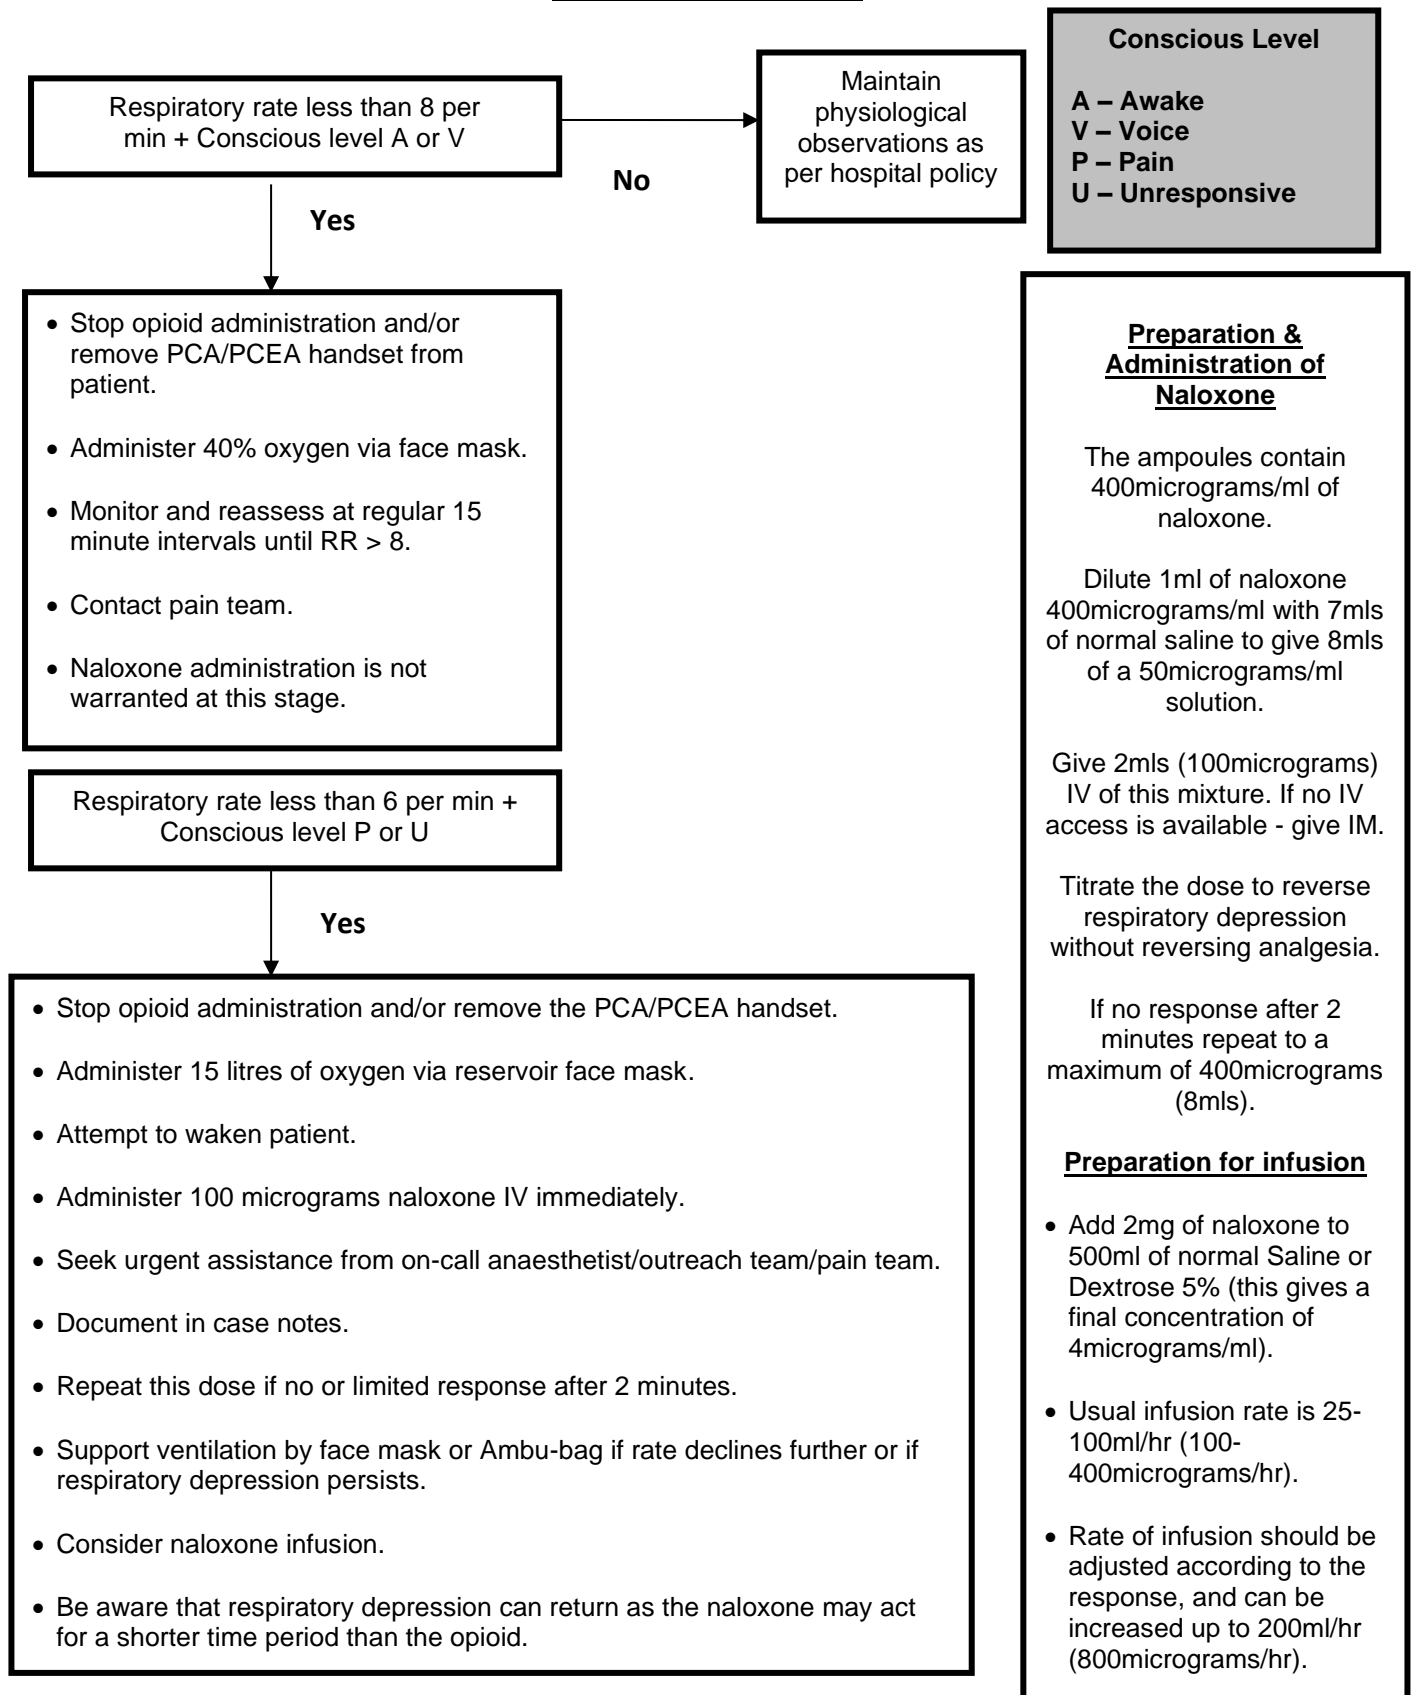 Respiratory rate less than 8 per
min + Conscious level A or V
No
Maintain
physiological
observations as
per hospital policy
Conscious Level
A – Awake
V – Voice
P – Pain
U – Unresponsive
Yes
• Stop opioid administration and/or
remove PCA/PCEA handset from
patient.
• Administer 40% oxygen via face mask.
• Monitor and reassess at regular 15
minute intervals until RR > 8.
• Contact pain team.
• Naloxone administration is not
warranted at this stage.
Respiratory rate less than 6 per min +
Conscious level P or U
Yes
• Stop opioid administration and/or remove the PCA/PCEA handset.
• Administer 15 litres of oxygen via reservoir face mask.
• Attempt to waken patient.
• Administer 100 micrograms naloxone IV immediately.
• Seek urgent assistance from on-call anaesthetist/outreach team/pain team.
• Document in case notes.
• Repeat this dose if no or limited response after 2 minutes.
• Support ventilation by face mask or Ambu-bag if rate declines further or if
respiratory depression persists.
• Consider naloxone infusion.
• Be aware that respiratory depression can return as the naloxone may act
for a shorter time period than the opioid.
Preparation &
Administration of
Naloxone
The ampoules contain
400micrograms/ml of
naloxone.
Dilute 1ml of naloxone
400micrograms/ml with 7mls
of normal saline to give 8mls
of a 50micrograms/ml
solution.
Give 2mls (100micrograms)
IV of this mixture. If no IV
access is available - give IM.
Titrate the dose to reverse
respiratory depression
without reversing analgesia.
If no response after 2
minutes repeat to a
maximum of 400micrograms
(8mls).
Preparation for infusion
• Add 2mg of naloxone to
500ml of normal Saline or
Dextrose 5% (this gives a
final concentration of
4micrograms/ml).
• Usual infusion rate is 25-
100ml/hr (100-
400micrograms/hr).
• Rate of infusion should be
adjusted according to the
response, and can be
increased up to 200ml/hr
(800micrograms/hr).